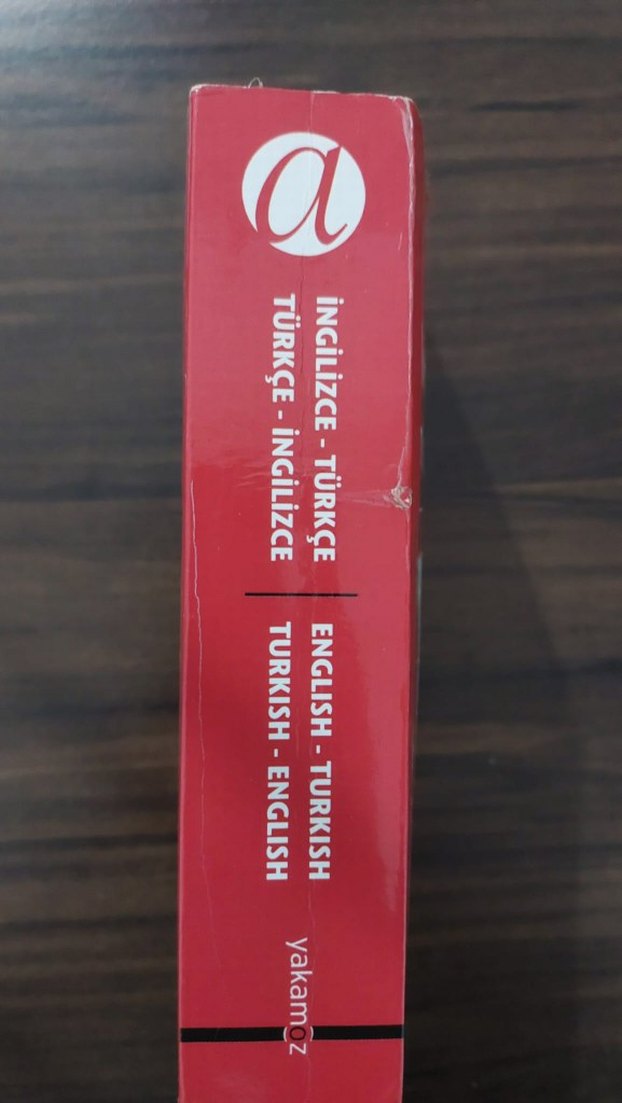 a
İNGİLİZCE - TÜRKÇE
TÜRKÇE - İNGİLİZCE
ENGLISH - TURKISH
TURKISH - ENGLISH
yakamoz